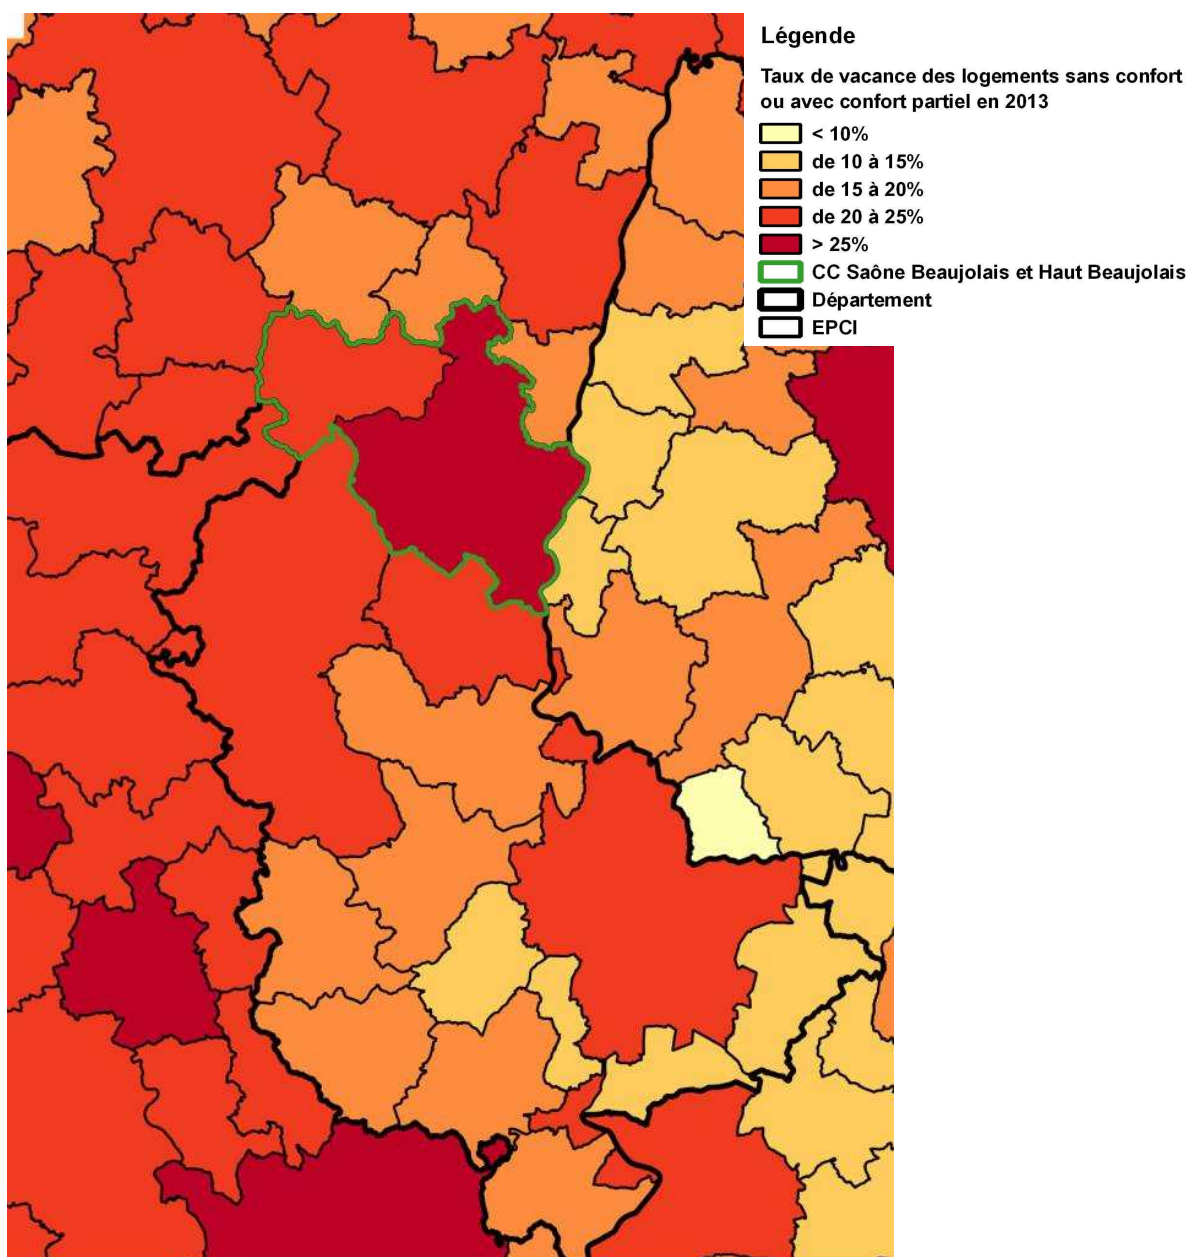 Légende
Taux de vacance des logements sans confort
ou avec confort partiel en 2013
< 10%
de 10 à 15%
de 15 à 20%
de 20 à 25%
> 25%
CC Saône Beaujolais et Haut Beaujolais
Département
EPCI